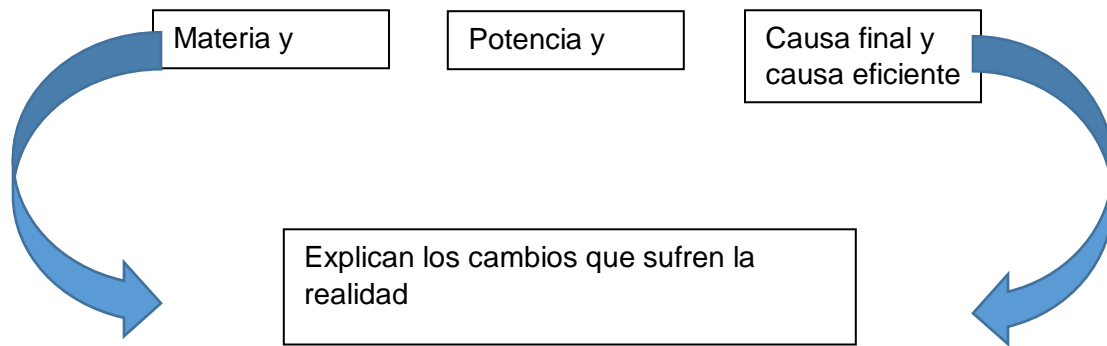 Materia y
Potencia y
Causa final y
causa eficiente
Explican los cambios que sufren la
realidad